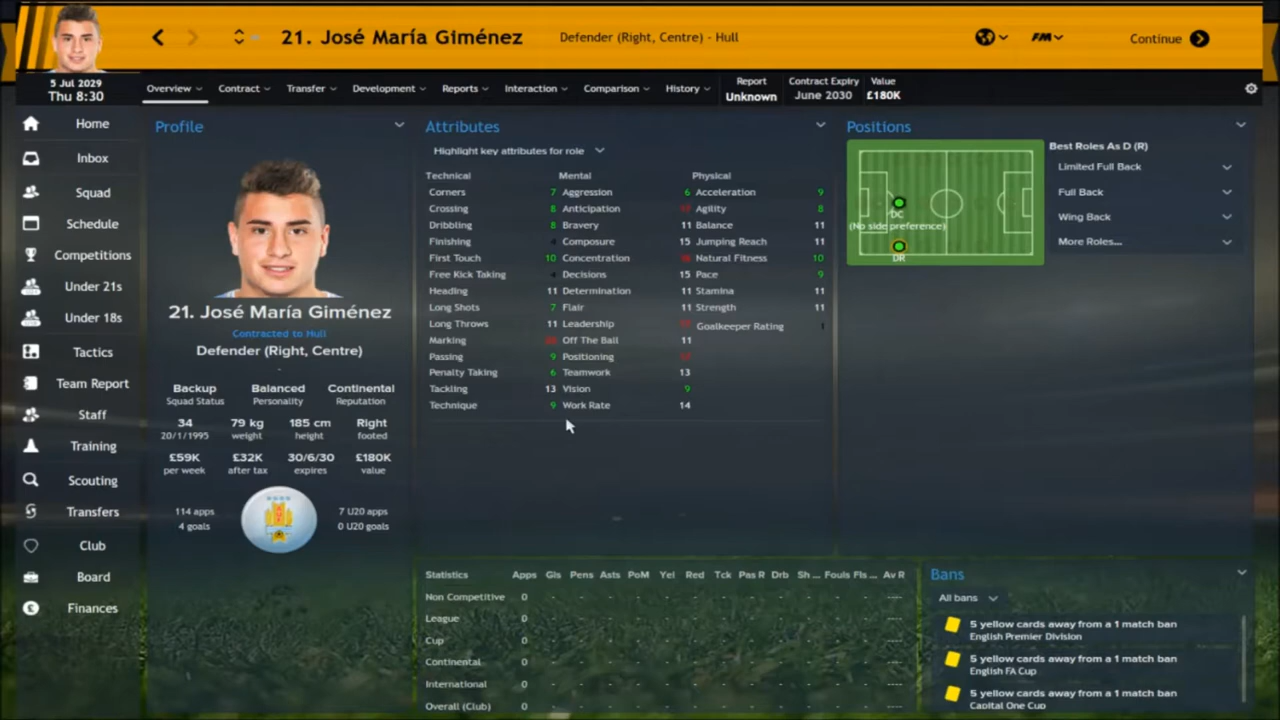 21. José María Giménez
Defender (Right, Centre) - Hull
FM
Continue
5 Jul 2029
Thu 8:30
Overview
Contract
Transfer
Development
Reports
Interaction
Comparison
History
Report
Unknown
Contract Expiry
June 2030
Value
£180K
Home
Inbox
Squad
Schedule
Competitions
Under 21s
Under 18s
Tactics
Team Report
Staff
Training
Scouting
Transfers
Club
Board
Finances
Profile
21. José María Giménez
Contracted to Hull
Defender (Right, Centre)
-
Backup Balanced Continental
Squad Status Personality Reputation
34 79 kg 185 cm Right
20/1/1995 weight height footed
£59K £32K 30/6/30 £180K
per week after tax expires value
114 apps 7 U20 apps
4 goals 0 U20 goals
Attributes
Highlight key attributes for role
Technical Mental Physical
Corners 7 Aggression 6 Acceleration 9
Crossing 8 Anticipation Agility 8
Dribbling 8 Bravery 11 Balance 11
Finishing 4 Composure 15 Jumping Reach 11
First Touch 10 Concentration Natural Fitness 10
Free Kick Taking 4 Decisions 15 Pace 9
Heading 11 Determination 11 Stamina 11
Long Shots 7 Flair 11 Strength 11
Long Throws 11 Leadership Goalkeeper Rating 1
Marking Off The Ball 11
Passing 9 Positioning
Penalty Taking 6 Teamwork 13
Tackling 13 Vision 9
Technique 9 Work Rate 14
Positions
DC
(No side preference)
DR
Best Roles As D (R)
Limited Full Back
Full Back
Wing Back
More Roles...
Statistics Apps Gls Pens Asts PoM Yel Red Tck Pas R Drb Sh ... Fouls Fls ... Av R
Non Competitive 0 - - - - - - - - - - - - ----
League 0 - - - - - - - - - - - - ----
Cup 0 - - - - - - - - - - - - ----
Continental 0 - - - - - - - - - - - - ----
International 0 - - - - - - - - - - - - ----
Overall (Club) 0 - - - - - - - - - - - - ----
Bans
All bans
5 yellow cards away from a 1 match ban
English Premier Division
5 yellow cards away from a 1 match ban
English FA Cup
5 yellow cards away from a 1 match ban
Capital One Cup